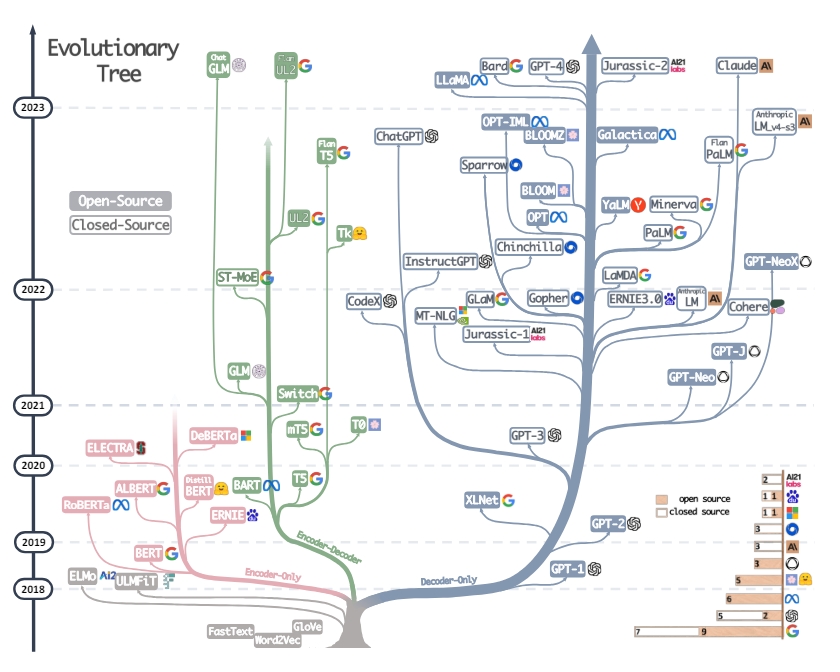 Evolutionary
Tree
2023
2022
2021
2020
2019
2018
Open-Source
Closed-Source
Chat
GLM
Flan
UL2
Flan
T5
UL2
Tk
ST-MoE
GLM
Switch
mT5
T0
T5
BART
Encoder-Decoder
DeBERTa
ELECTRA
ALBERT
Distill
BERT
RoBERTa
ERNIE
BERT
ELMo
Ai2
ULMFiT
Encoder-Only
FastText
Word2Vec
GloVe
LLaMA
Bard
GPT-4
Jurassic-2
AI21
labs
Claude
A\
Anthropic
LM_v4-s3
A\
ChatGPT
OPT-IML
BLOOMZ
Galactica
Flan
PaLM
Sparrow
BLOOM
OPT
YaLM
Y
Minerva
PaLM
Chinchilla
InstructGPT
GPT-NeoX
LaMDA
CodeX
GLaM
Gopher
ERNIE3.0
Anthropic
LM
A\
Cohere
MT-NLG
Jurassic-1
AI21
labs
GPT-J
GPT-Neo
GPT-3
XLNet
GPT-2
GPT-1
Decoder-Only
open source
closed source
2
AI21
labs
1 1
1 1
3
3
A\
3
5
6
5 2
7 9